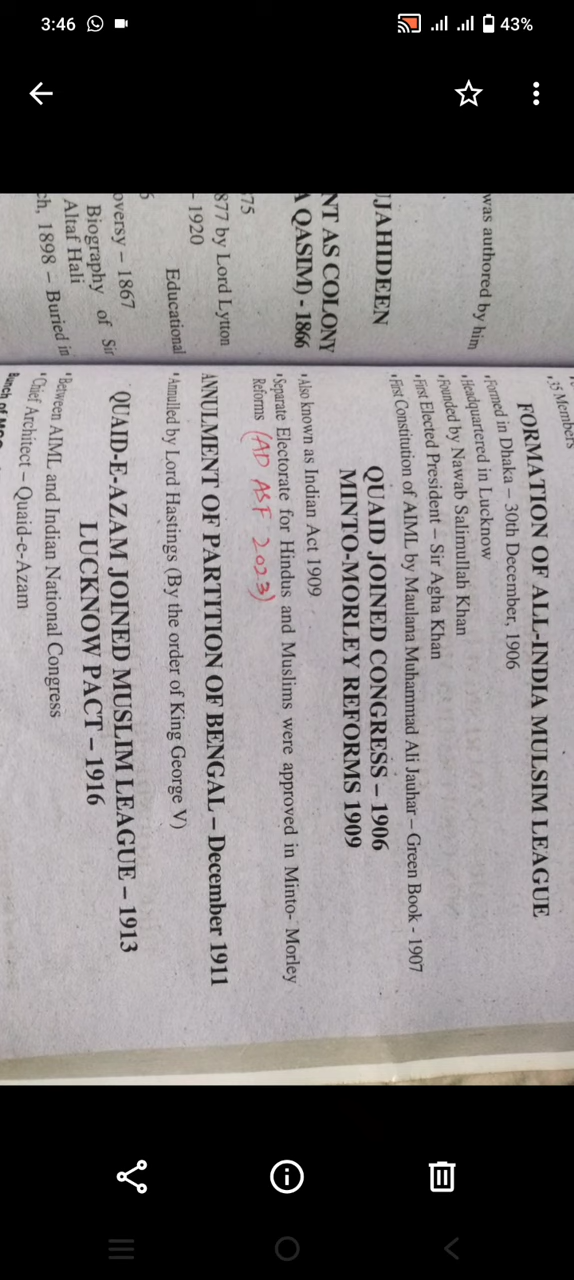 3:46
43%
was authored by him
JJAHIDEEN
NT AS COLONY
A QASIM) - 1866
875
877 by Lord Lytton
- 1920
Educational
oversy – 1867
Biography of Sir
Altaf Hali
ch, 1898 – Buried in
35 Members
FORMATION OF ALL-INDIA MULSIM LEAGUE
Formed in Dhaka – 30th December, 1906
Headquartered in Lucknow
Founded by Nawab Salimullah Khan
First Elected President – Sir Agha Khan
First Constitution of AIML by Maulana Muhammad Ali Jauhar – Green Book - 1907
QUAID JOINED CONGRESS – 1906
MINTO-MORLEY REFORMS 1909
Also known as Indian Act 1909
Separate Electorate for Hindus and Muslims were approved in Minto- Morley
Reforms (AD ASF 2023)
ANNULMENT OF PARTITION OF BENGAL – December 1911
Annulled by Lord Hastings (By the order of King George V)
QUAID-E-AZAM JOINED MUSLIM LEAGUE – 1913
LUCKNOW PACT – 1916
Between AIML and Indian National Congress
Chief Architect – Quaid-e-Azam
Bunch of